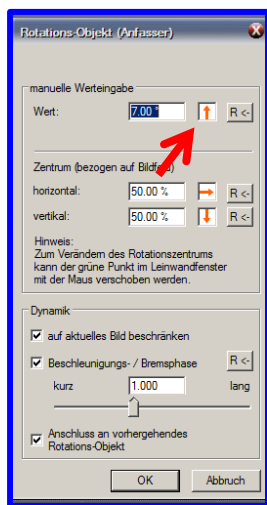 Rotations-Objekt (Anfasser)
manuelle Werteingabe
Wert: 7.00 ° R <-
Zentrum (bezogen auf Bildfeld)
horizontal: 50.00 % R <-
vertikal: 50.00 % R <-
Hinweis:
Zum Verändern des Rotationszentrums
kann der grüne Punkt im Leinwandfenster
mit der Maus verschoben werden.
Dynamik
auf aktuelles Bild beschränken
Beschleunigungs- / Bremsphase R <-
kurz 1.000 lang
Anschluss an vorhergehendes
Rotations-Objekt
OK Abbruch